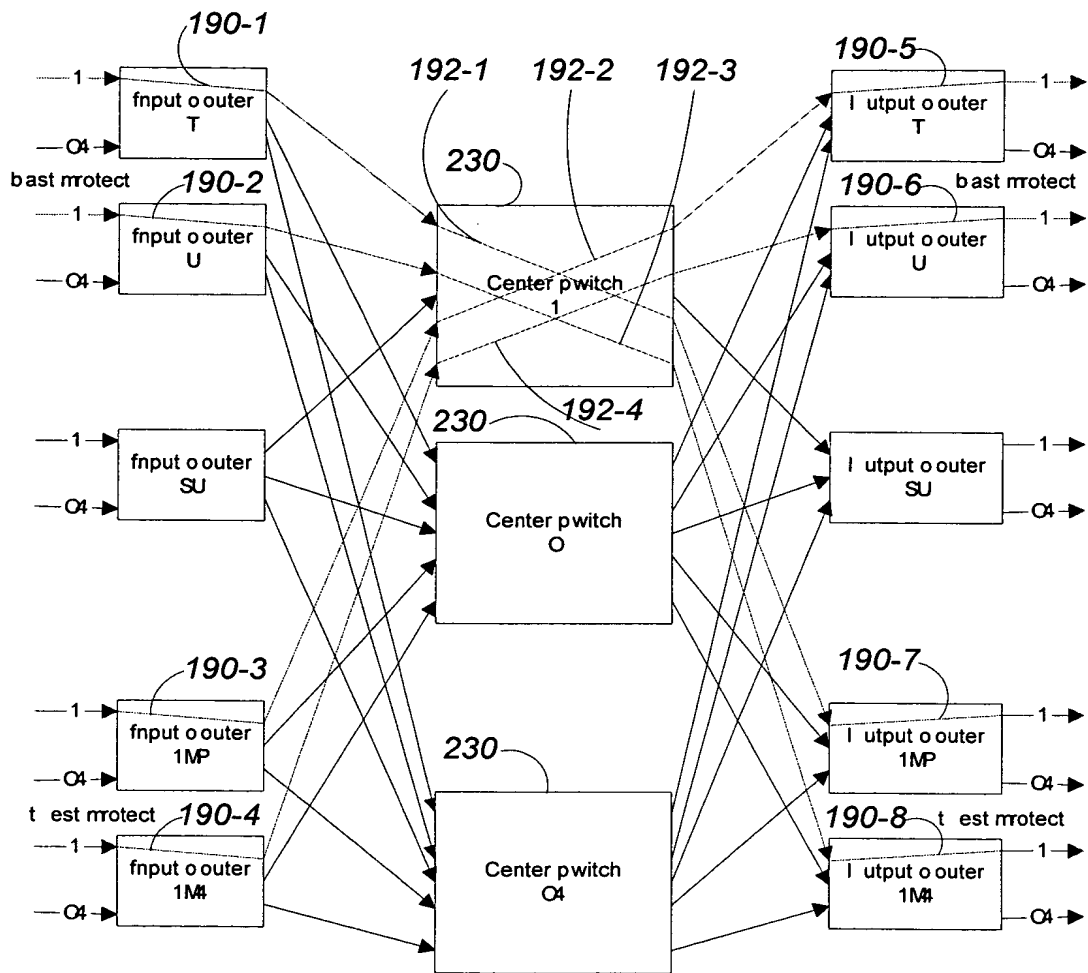 190-1
192-1
192-2
192-3
190-5
1
fnput o outer
T
O4
230
1
l utput o outer
T
O4
b ast mrotect
190-2
190-6
b ast mrotect
1
fnput o outer
U
O4
Center pwitch
1
1
l utput o outer
U
O4
192-4
230
1
fnput o outer
SU
O4
Center pwitch
O
1
l utput o outer
SU
O4
190-3
190-7
1
fnput o outer
1MP
O4
230
1
l utput o outer
1MP
O4
t est mrotect
190-4
190-8
t est mrotect
1
fnput o outer
1M4
O4
Center pwitch
O4
1
l utput o outer
1M4
O4